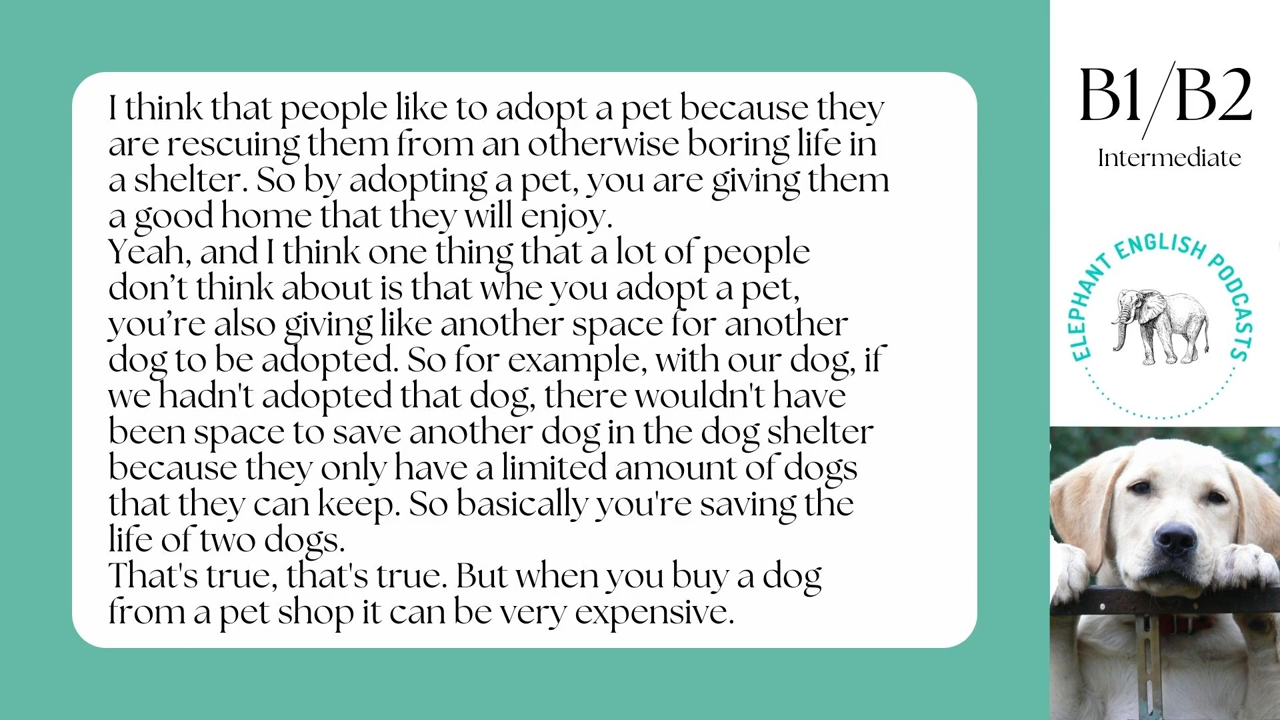 I think that people like to adopt a pet because they
are rescuing them from an otherwise boring life in
a shelter. So by adopting a pet, you are giving them
a good home that they will enjoy.
Yeah, and I think one thing that a lot of people
don’t think about is that whe you adopt a pet,
you’re also giving like another space for another
dog to be adopted. So for example, with our dog, if
we hadn't adopted that dog, there wouldn't have
been space to save another dog in the dog shelter
because they only have a limited amount of dogs
that they can keep. So basically you're saving the
life of two dogs.
That's true, that's true. But when you buy a dog
from a pet shop it can be very expensive.
B1/B2
Intermediate
ELEPHANT ENGLISH PODCASTS